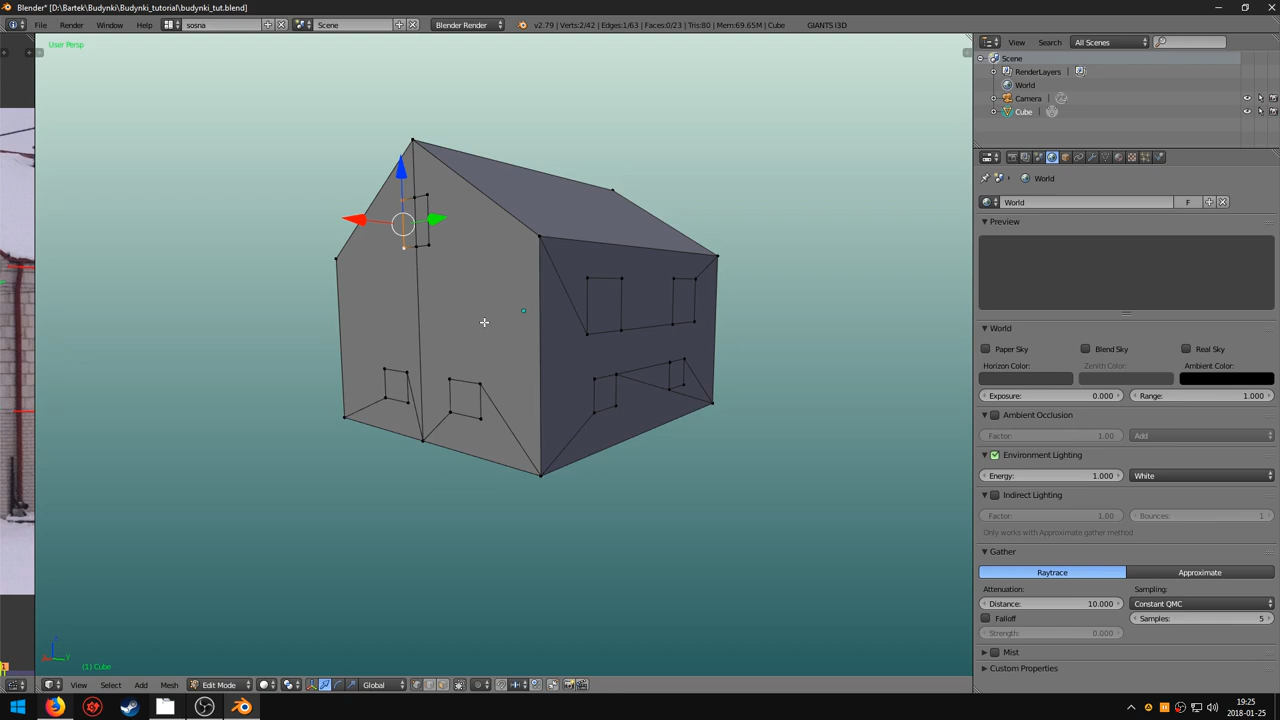 Blender* [D:\Bartek\Budynki\Budynki_tutorial\budynki_tut.blend]
File Render Window Help sosna Scene Blender Render v2.79 | Verts:2/42 | Edges:1/63 | Faces:0/23 | Tris:80 | Mem:69.65M | Cube GIANTS I3D
View Search All Scenes
User Persp
Scene
RenderLayers
World
Camera
Cube
World
World F
Preview
World
Paper Sky Blend Sky Real Sky
Horizon Color: Zenith Color: Ambient Color:
Exposure: 0.000 Range: 1.000
Ambient Occlusion
Factor: 1.00 Add
Environment Lighting
Energy: 1.000 White
Indirect Lighting
Factor: 1.00 Bounces: 1
Only works with Approximate gather method
Gather
Raytrace Approximate
Attenuation: Sampling:
Distance: 10.000 Constant QMC
Falloff Samples: 5
Strength: 0.000
Mist
Custom Properties
(1) Cube
View Select Add Mesh Edit Mode Global
19:25
2018-01-25